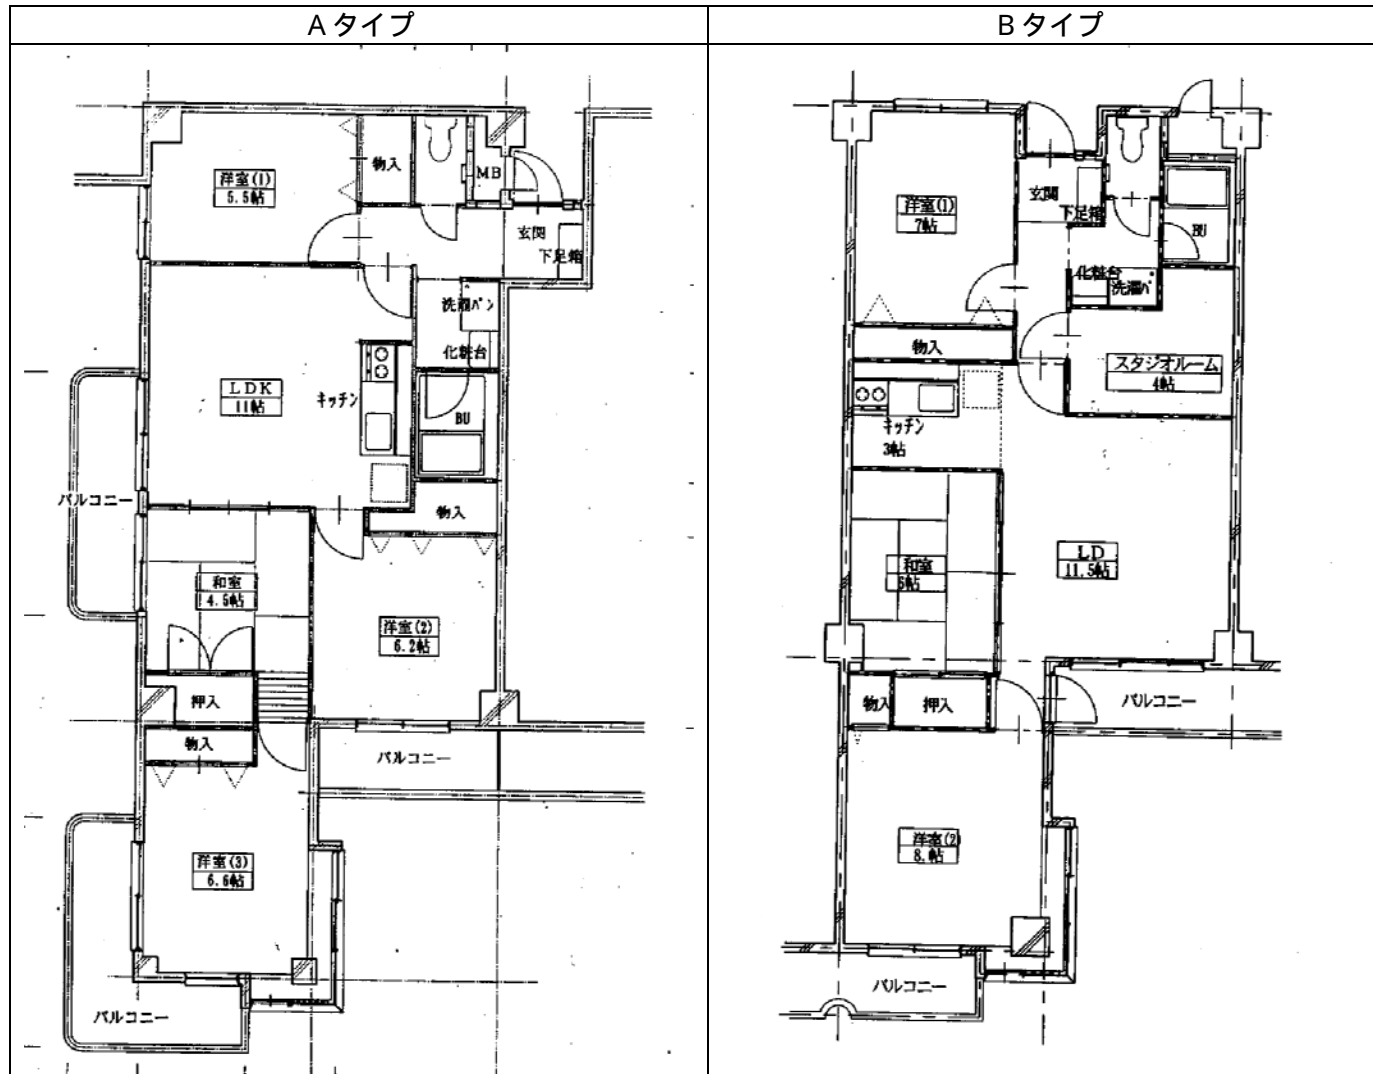 Aタイプ
Bタイプ
洋室(1)
5.5帖
物入
MB
玄関
下足箱
洗濯パン
化粧台
LDK
11帖
キッチン
BU
バルコニー
物入
和室
4.5帖
洋室(2)
6.2帖
押入
物入
バルコニー
洋室(3)
6.6帖
バルコニー
洋室(1)
7帖
玄関
下足箱
BU
化粧台
洗濯パ
物入
スタジオルーム
4帖
キッチン
3帖
和室
6帖
LD
11.5帖
物入
押入
バルコニー
洋室(2)
8.帖
バルコニー